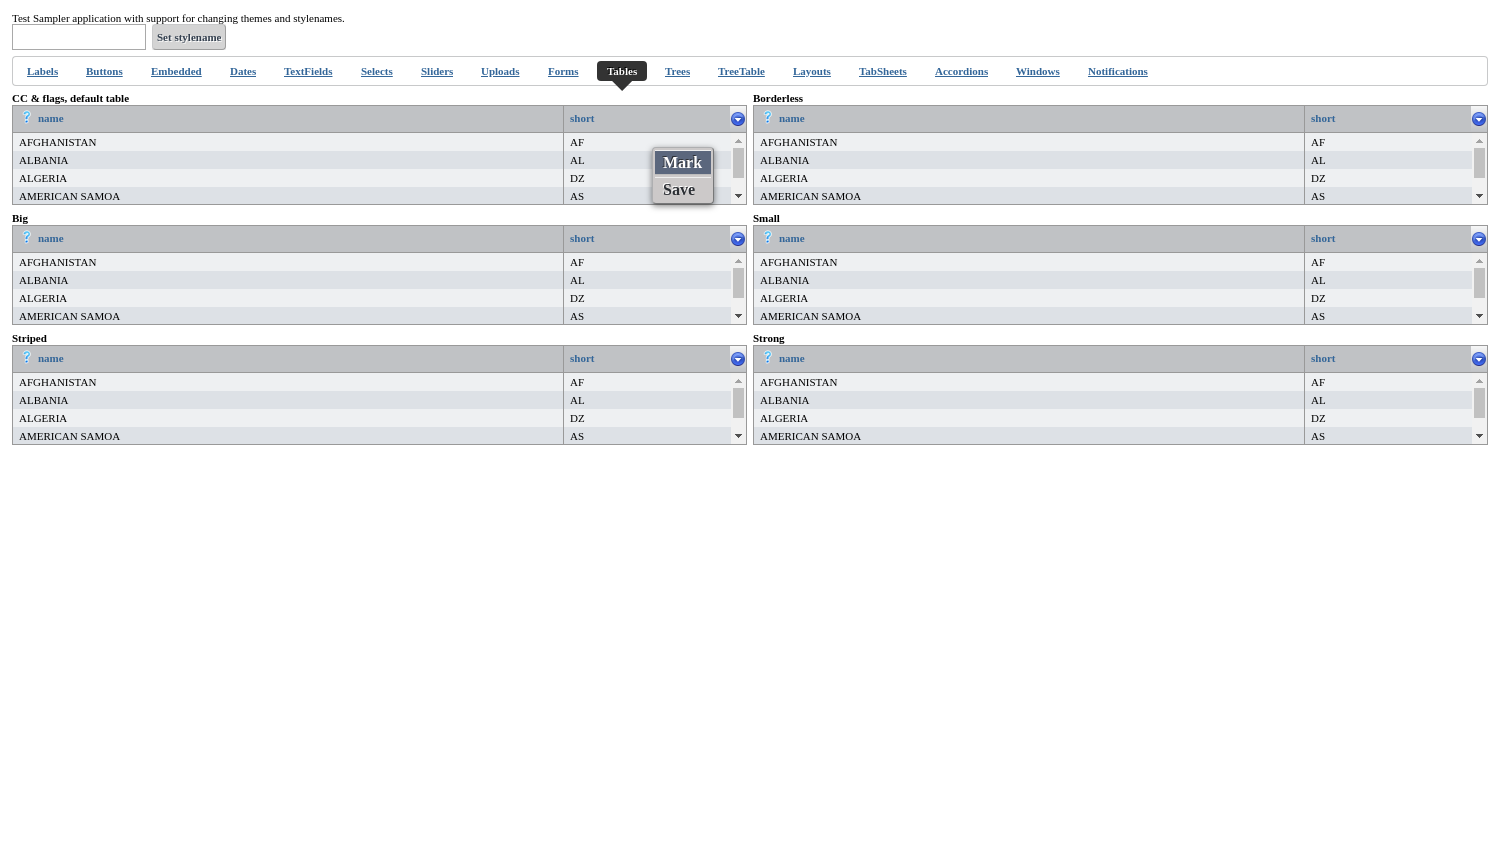 Test Sampler application with support for changing themes and stylenames.
Set stylename
Labels Buttons Embedded Dates TextFields Selects Sliders Uploads Forms Tables Trees TreeTable Layouts TabSheets Accordions Windows Notifications
CC & flags, default table Borderless
? name short ? name short
AFGHANISTAN AF AFGHANISTAN AF
ALBANIA AL Mark ALBANIA AL
ALGERIA DZ ALGERIA DZ
AMERICAN SAMOA AS Save AMERICAN SAMOA AS
Big Small
? name short ? name short
AFGHANISTAN AF AFGHANISTAN AF
ALBANIA AL ALBANIA AL
ALGERIA DZ ALGERIA DZ
AMERICAN SAMOA AS AMERICAN SAMOA AS
Striped Strong
? name short ? name short
AFGHANISTAN AF AFGHANISTAN AF
ALBANIA AL ALBANIA AL
ALGERIA DZ ALGERIA DZ
AMERICAN SAMOA AS AMERICAN SAMOA AS